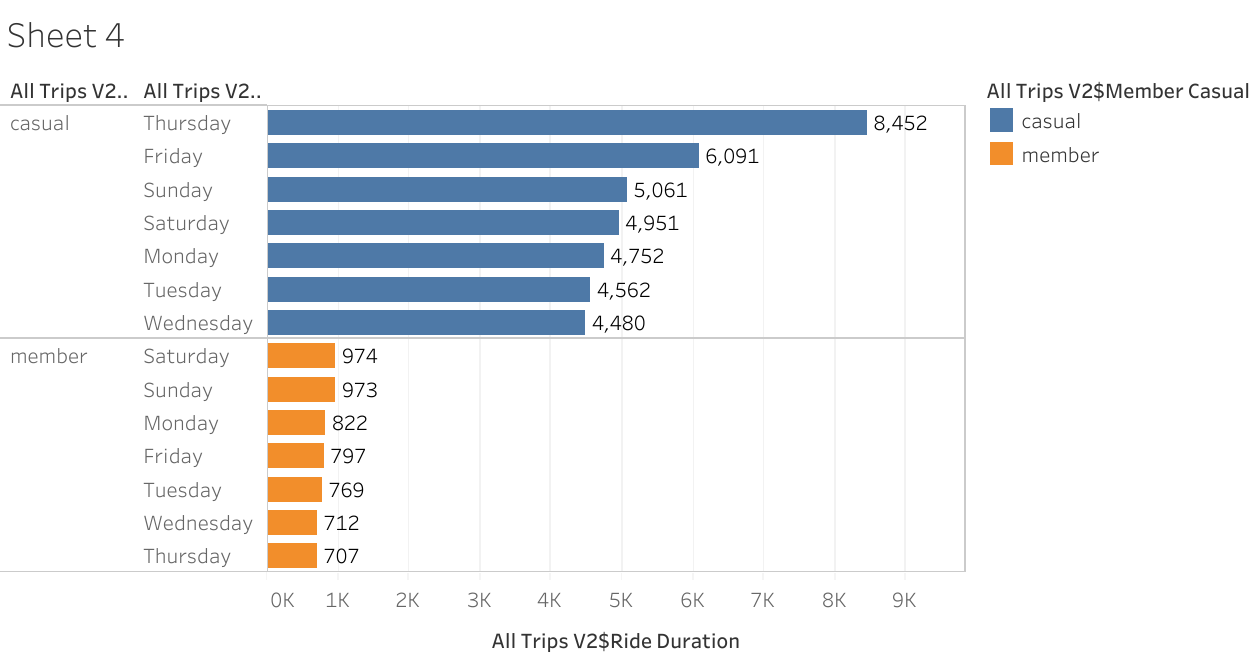 Sheet 4
All Trips V2.. All Trips V2.. All Trips V2$Member Casual
casual Thursday 8,452 casual
Friday 6,091 member
Sunday 5,061
Saturday 4,951
Monday 4,752
Tuesday 4,562
Wednesday 4,480
member Saturday 974
Sunday 973
Monday 822
Friday 797
Tuesday 769
Wednesday 712
Thursday 707
0K 1K 2K 3K 4K 5K 6K 7K 8K 9K
All Trips V2$Ride Duration